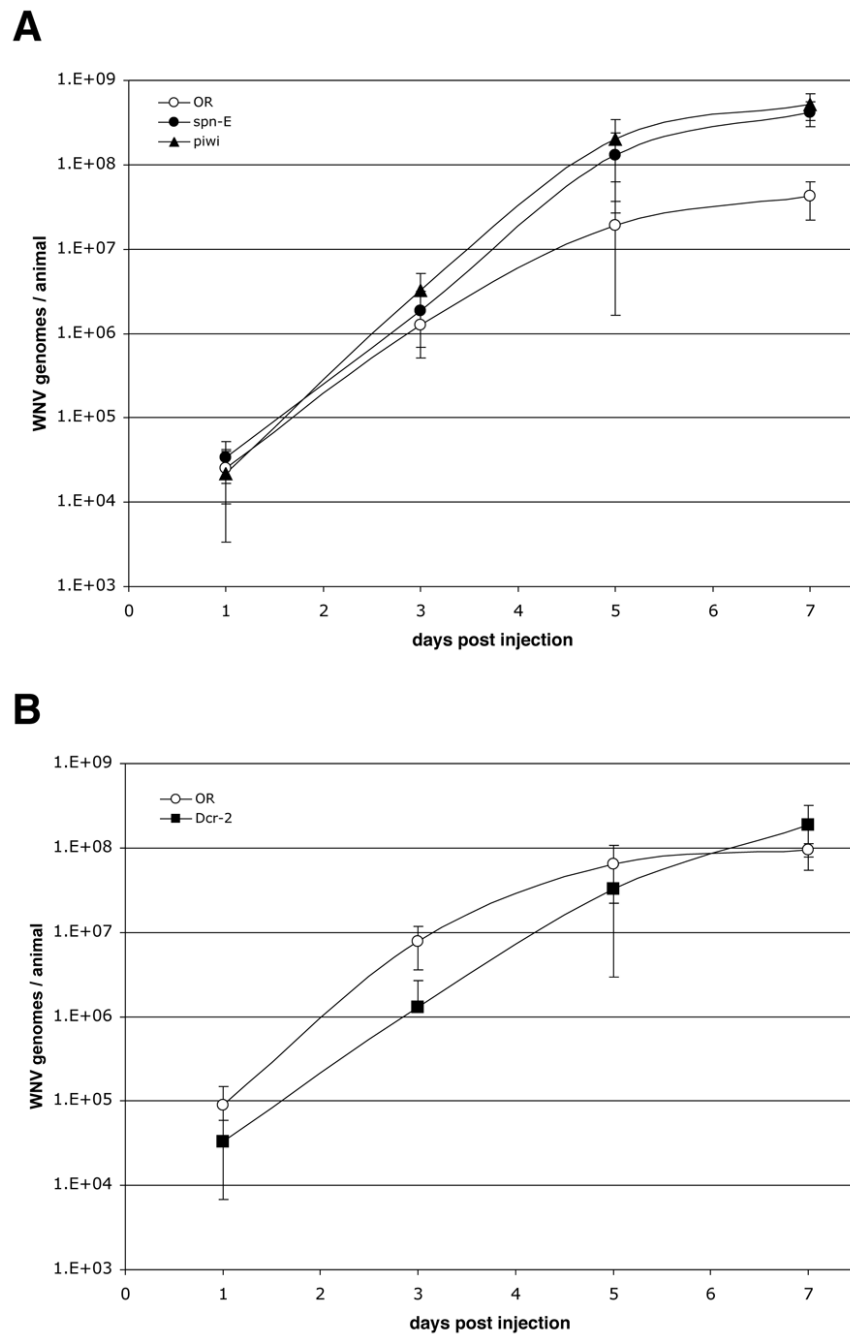 A
1.E+09
OR
spn-E
piwi
1.E+08
1.E+07
1.E+06
1.E+05
1.E+04
1.E+03
WNV genomes / animal
0 1 2 3 4 5 6 7
days post injection
B
1.E+09
OR
Dcr-2
1.E+08
1.E+07
1.E+06
1.E+05
1.E+04
1.E+03
WNV genomes / animal
0 1 2 3 4 5 6 7
days post injection